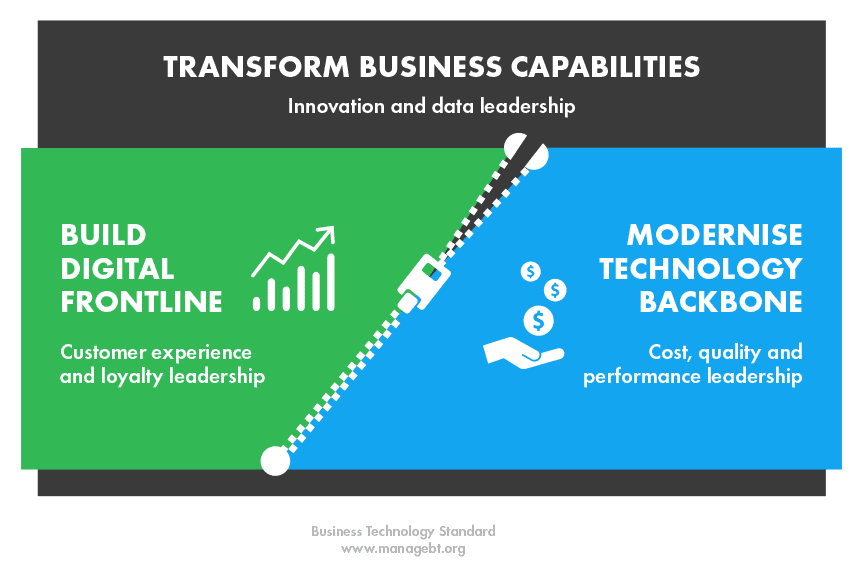 TRANSFORM BUSINESS CAPABILITIES
Innovation and data leadership
BUILD
DIGITAL
FRONTLINE
Customer experience
and loyalty leadership
$
$
$
MODERNISE
TECHNOLOGY
BACKBONE
Cost, quality and
performance leadership
Business Technology Standard
www.managebt.org